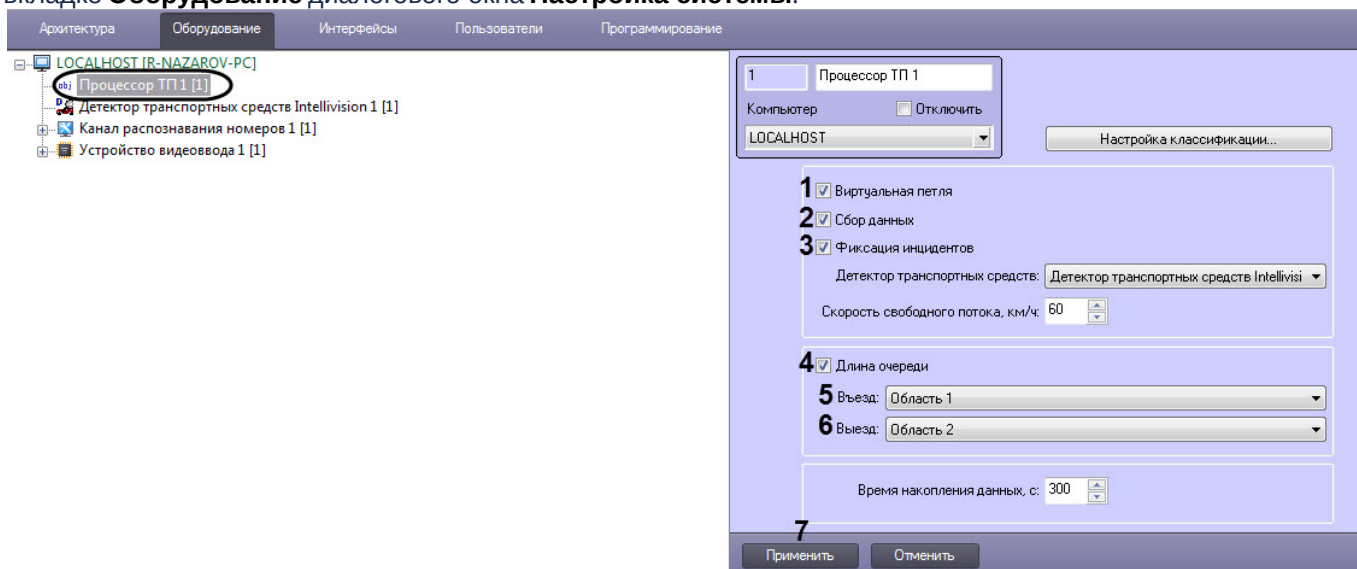 вкладке Оборудование диалогового окна Настройка системы.
Архитектура Оборудование Интерфейсы Пользователи Программирование
LOCALHOST [R-NAZAROV-PC]
obj Процессор ТП 1 [1]
Детектор транспортных средств Intellivision 1 [1]
Канал распознавания номеров 1 [1]
Устройство видеоввода 1 [1]
1 Процессор ТП 1
Компьютер Отключить
LOCALHOST
Настройка классификации...
1 Виртуальная петля
2 Сбор данных
3 Фиксация инцидентов
Детектор транспортных средств: Детектор транспортных средств Intellivisi
Скорость свободного потока, км/ч: 60
4 Длина очереди
5 Въезд: Область 1
6 Выезд: Область 2
Время накопления данных, с: 300
7
Применить Отменить